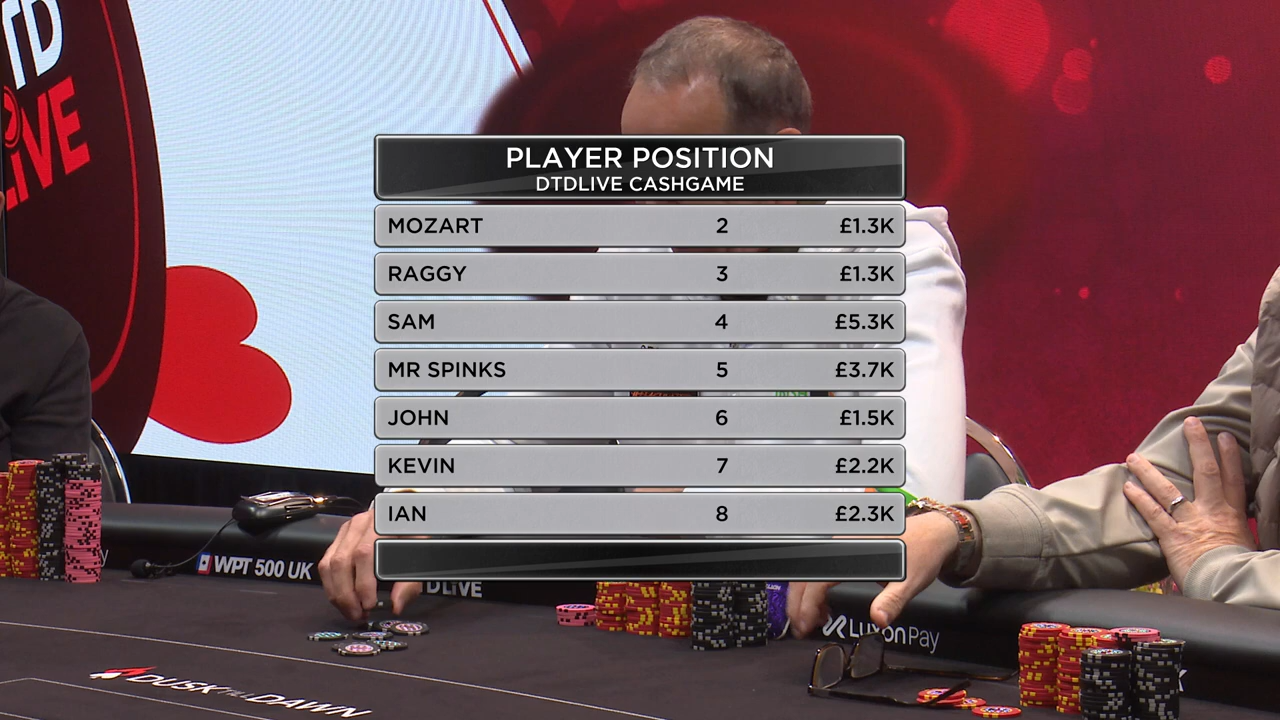 TD
LIVE
PLAYER POSITION
DTDLIVE CASHGAME
MOZART 2 £1.3K
RAGGY 3 £1.3K
SAM 4 £5.3K
MR SPINKS 5 £3.7K
JOHN 6 £1.5K
KEVIN 7 £2.2K
IAN 8 £2.3K
WPT 500 UK
DLIVE
LuxonPay
DUSK TILL DAWN